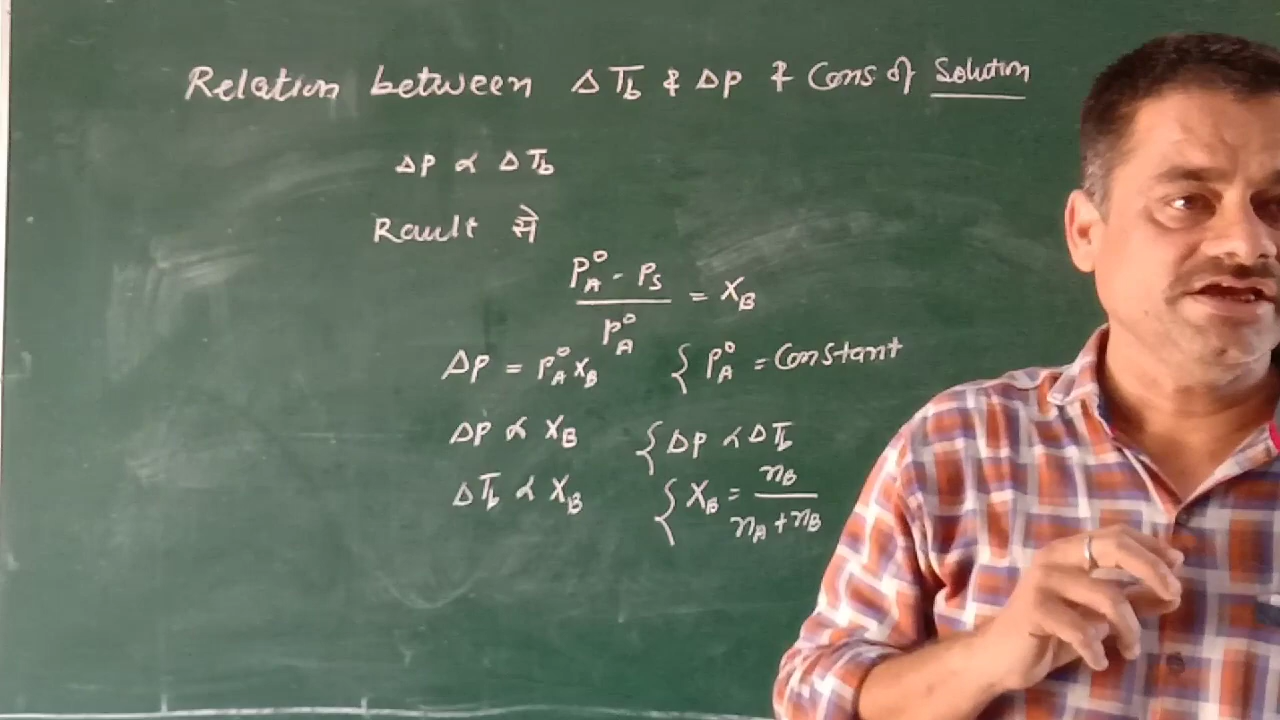 Relation between ΔTb & ΔP & Cons of Solution
ΔP ∝ ΔTb
Rault से
(P°A - Ps) / P°A = XB
ΔP = P°A XB { P°A = Constant
ΔP ∝ XB { ΔP ∝ ΔTb
ΔTb ∝ XB { XB = nB / (nA + nB)